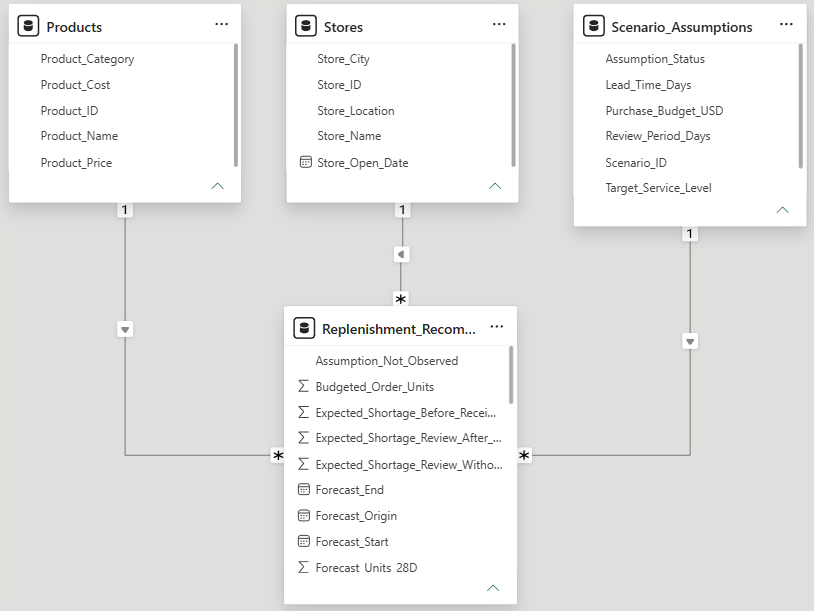 Products
...
Product_Category
Product_Cost
Product_ID
Product_Name
Product_Price
1
Stores
...
Store_City
Store_ID
Store_Location
Store_Name
Store_Open_Date
1
Scenario_Assumptions
...
Assumption_Status
Lead_Time_Days
Purchase_Budget_USD
Review_Period_Days
Scenario_ID
Target_Service_Level
1
*
Replenishment_Recom...
...
Assumption_Not_Observed
Σ Budgeted_Order_Units
Σ Expected_Shortage_Before_Recei...
Σ Expected_Shortage_Review_After_...
* Σ Expected_Shortage_Review_Witho... *
Forecast_End
Forecast_Origin
Forecast_Start
Σ Forecast_Units_28D